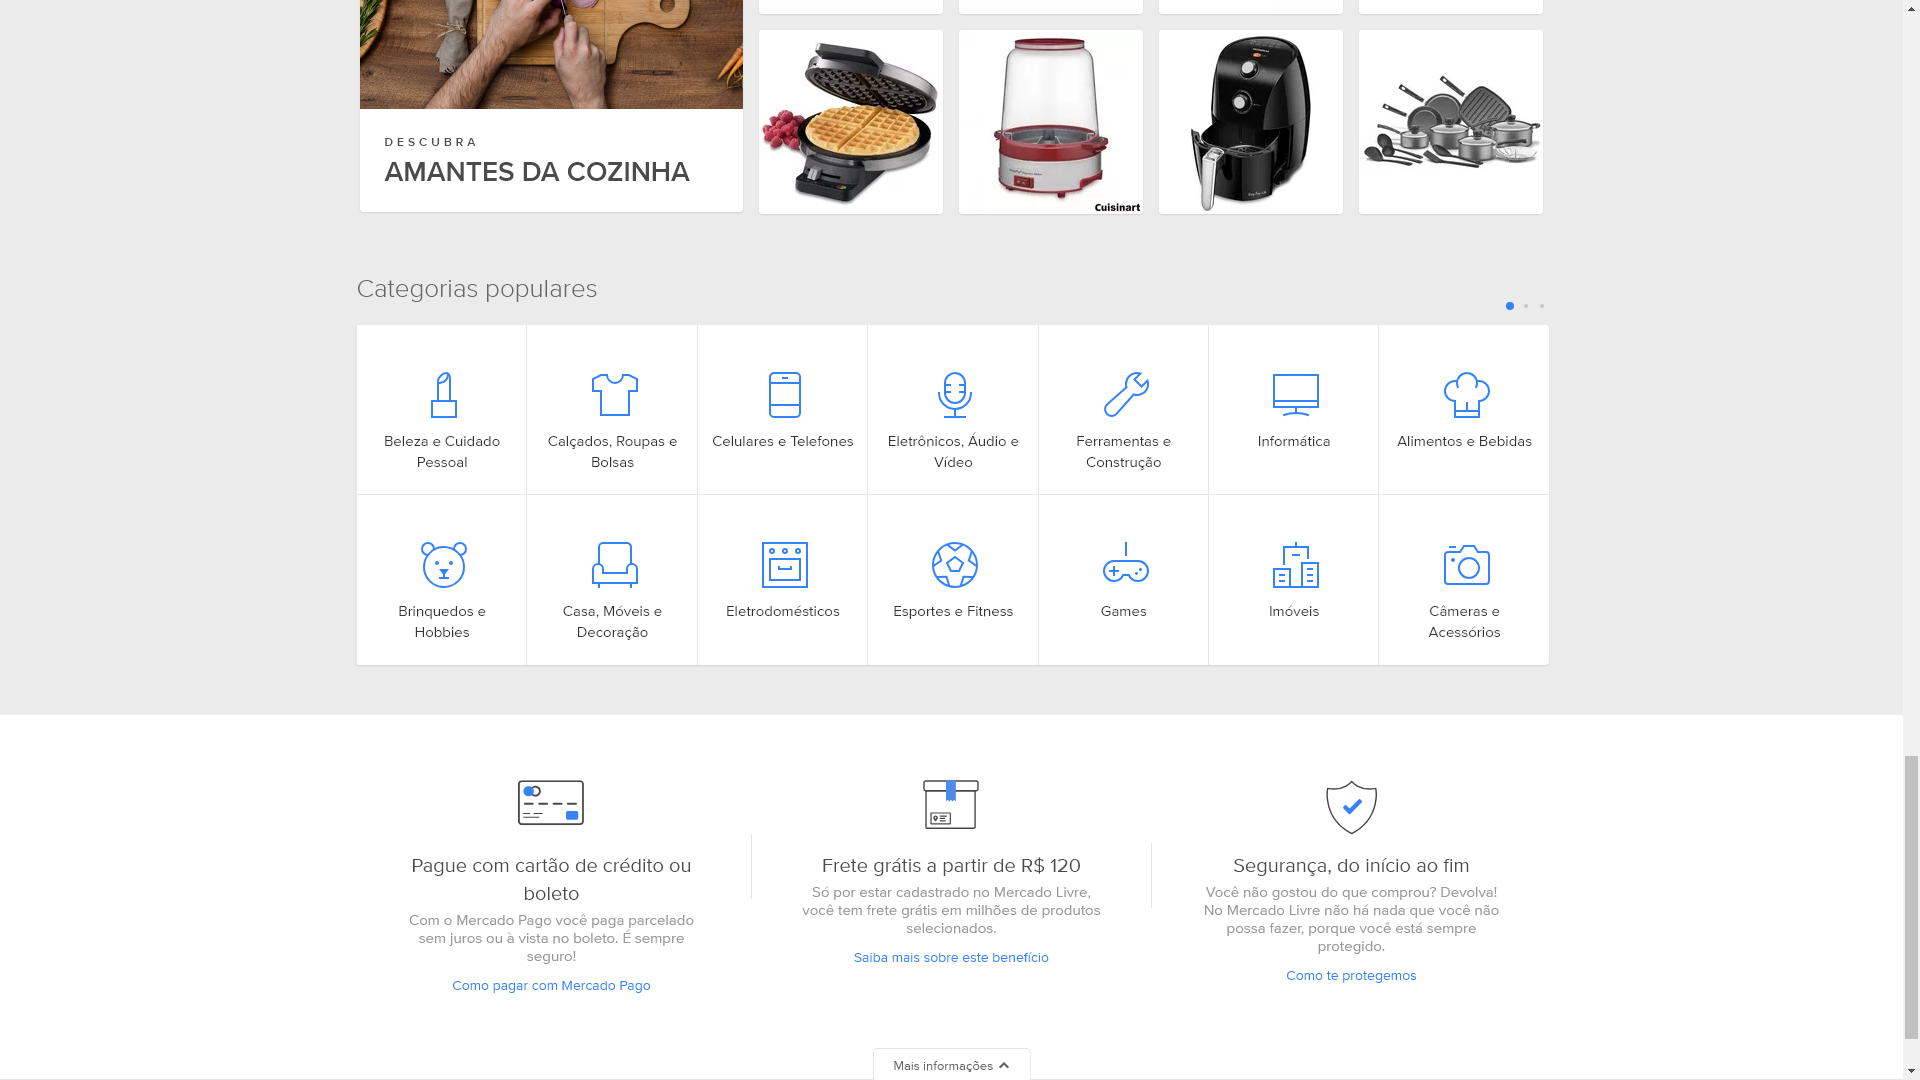 DESCUBRA
AMANTES DA COZINHA
Cuisinart
Categorias populares
Beleza e Cuidado
Pessoal
Calçados, Roupas e
Bolsas
Celulares e Telefones
Eletrônicos, Áudio e
Vídeo
Ferramentas e
Construção
Informática
Alimentos e Bebidas
Brinquedos e
Hobbies
Casa, Móveis e
Decoração
Eletrodomésticos
Esportes e Fitness
Games
Imóveis
Câmeras e
Acessórios
Pague com cartão de crédito ou
boleto
Com o Mercado Pago você paga parcelado
sem juros ou à vista no boleto. É sempre
seguro!
Como pagar com Mercado Pago
Frete grátis a partir de R$ 120
Só por estar cadastrado no Mercado Livre,
você tem frete grátis em milhões de produtos
selecionados.
Saiba mais sobre este benefício
Segurança, do início ao fim
Você não gostou do que comprou? Devolva!
No Mercado Livre não há nada que você não
possa fazer, porque você está sempre
protegido.
Como te protegemos
Mais informações